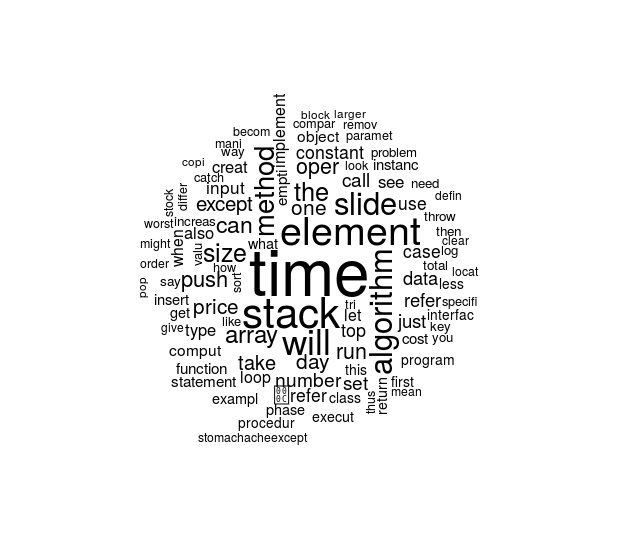 block larger
becom compar remov
mani object paramet
way constant problem
copi creat oper look instanc
catch input empti implement call see need
stock differ except method the one slide use defin
worst increas can element throw
might also when what then clear
order valu size how time case log
pop say push sort algorithm data total locat less
insert get price stack tri let refer specifi
give type like array will top just interfac key
comput take day run cost you
function loop this program
statement number set first
exampl refer class thus return mean
phase execut
procedur
stomachacheexcept